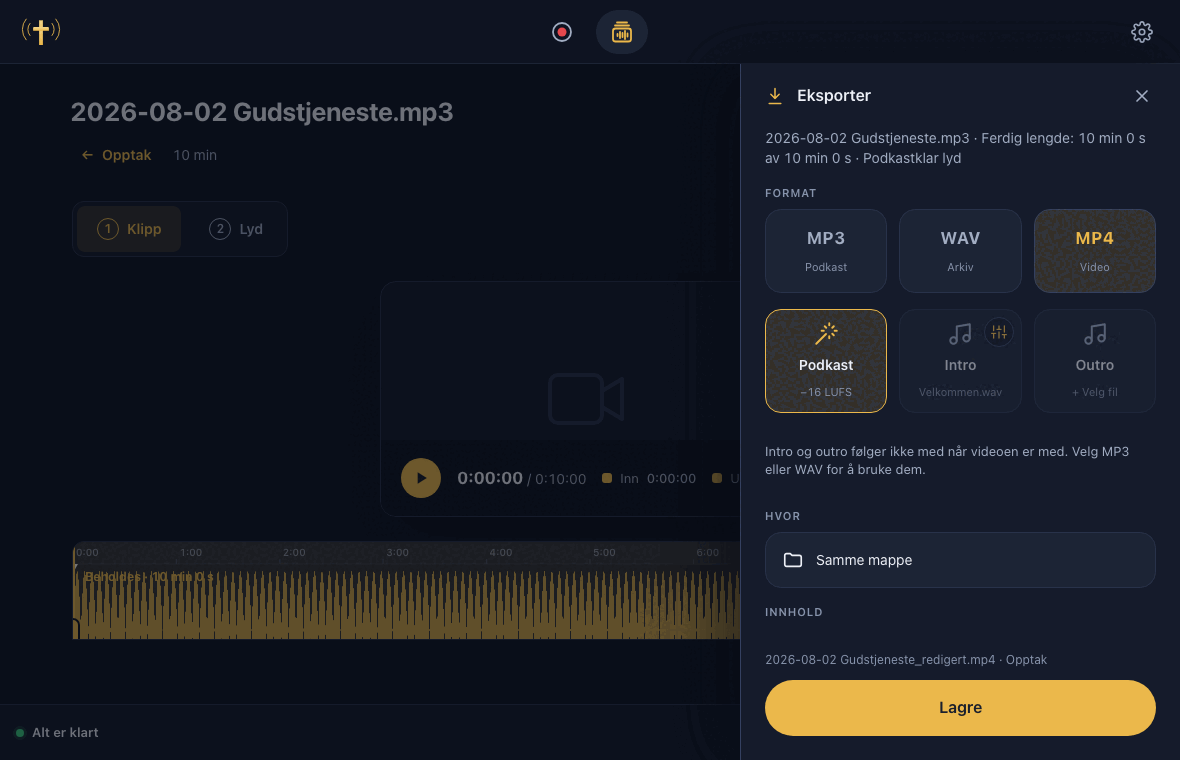 2026-08-02 Gudstjeneste.mp3
← Opptak 10 min
1 Klipp 2 Lyd
0:00:00 / 0:10:00 Inn 0:00:00 U
0:00 1:00 2:00 3:00 4:00 5:00 6:00
Beholdes · 10 min 0 s
Alt er klart
Eksporter
2026-08-02 Gudstjeneste.mp3 · Ferdig lengde: 10 min 0 s
av 10 min 0 s · Podkastklar lyd
FORMAT
MP3 WAV MP4
Podkast Arkiv Video
Podkast Intro Outro
−16 LUFS Velkommen.wav + Velg fil
Intro og outro følger ikke med når videoen er med. Velg MP3
eller WAV for å bruke dem.
HVOR
Samme mappe
INNHOLD
2026-08-02 Gudstjeneste_redigert.mp4 · Opptak
Lagre